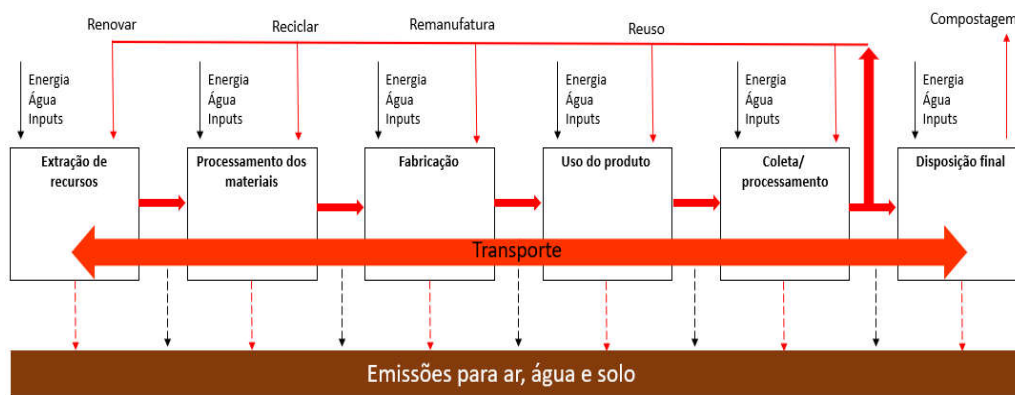 Renovar
Reciclar
Remanufatura
Reuso
Compostagem
Energia
Água
Inputs
Energia
Água
Inputs
Energia
Água
Inputs
Energia
Água
Inputs
Energia
Água
Inputs
Energia
Água
Inputs
Extração de
recursos
Processamento dos
materiais
Fabricação
Uso do produto
Coleta/
processamento
Disposição final
Transporte
Emissões para ar, água e solo